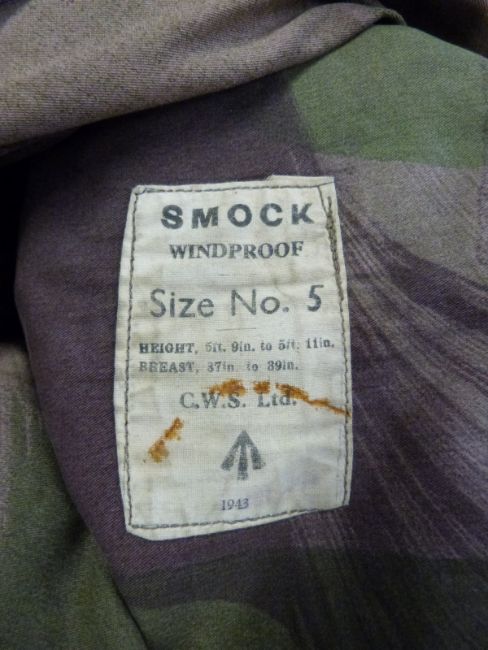 SMOCK
WINDPROOF
Size No. 5
HEIGHT, 5ft. 9in. to 5ft. 11in.
BREAST, 37in. to 39in.
C.W.S. Ltd.
1943